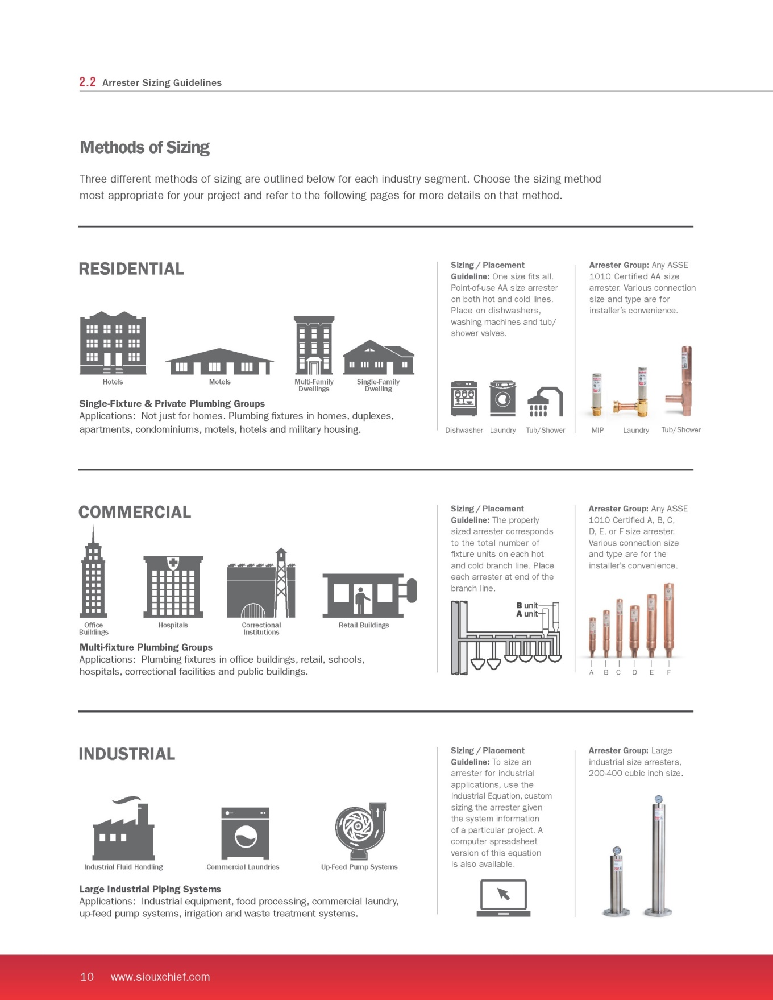 2.2 Arrester Sizing Guidelines
Methods of Sizing
Three different methods of sizing are outlined below for each industry segment. Choose the sizing method
most appropriate for your project and refer to the following pages for more details on that method.
RESIDENTIAL
Hotels
Motels
Multi-Family
Dwellings
Single-Family
Dwelling
Single-Fixture & Private Plumbing Groups
Applications: Not just for homes. Plumbing fixtures in homes, duplexes,
apartments, condominiums, motels, hotels and military housing.
Sizing / Placement
Guideline: One size fits all.
Point-of-use AA size arrester
on both hot and cold lines.
Place on dishwashers,
washing machines and tub/
shower valves.
Dishwasher Laundry Tub/Shower
Arrester Group: Any ASSE
1010 Certified AA size
arrester. Various connection
size and type are for
installer's convenience.
MIP Laundry Tub/Shower
COMMERCIAL
Office
Buildings
Hospitals
Correctional
Institutions
Retail Buildings
Multi-fixture Plumbing Groups
Applications: Plumbing fixtures in office buildings, retail, schools,
hospitals, correctional facilities and public buildings.
Sizing / Placement
Guideline: The properly
sized arrester corresponds
to the total number of
fixture units on each hot
and cold branch line. Place
each arrester at end of the
branch line.
B unit
A unit
Arrester Group: Any ASSE
1010 Certified A, B, C,
D, E, or F size arrester.
Various connection size
and type are for the
installer's convenience.
A B C D E F
INDUSTRIAL
Industrial Fluid Handling
Commercial Laundries
Up-Feed Pump Systems
Large Industrial Piping Systems
Applications: Industrial equipment, food processing, commercial laundry,
up-feed pump systems, irrigation and waste treatment systems.
Sizing / Placement
Guideline: To size an
arrester for industrial
applications, use the
Industrial Equation, custom
sizing the arrester given
the system information
of a particular project. A
computer spreadsheet
version of this equation
is also available.
Arrester Group: Large
industrial size arresters,
200-400 cubic inch size.
10 www.siouxchief.com